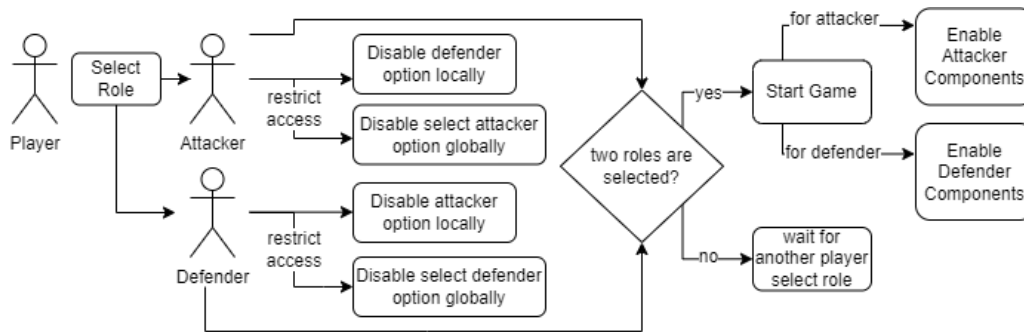 Player
Select
Role
Attacker
restrict
access
Disable defender
option locally
Disable select attacker
option globally
Defender
restrict
access
Disable attacker
option locally
Disable select defender
option globally
two roles are
selected?
yes
no
Start Game
wait for
another player
select role
for attacker
for defender
Enable
Attacker
Components
Enable
Defender
Components